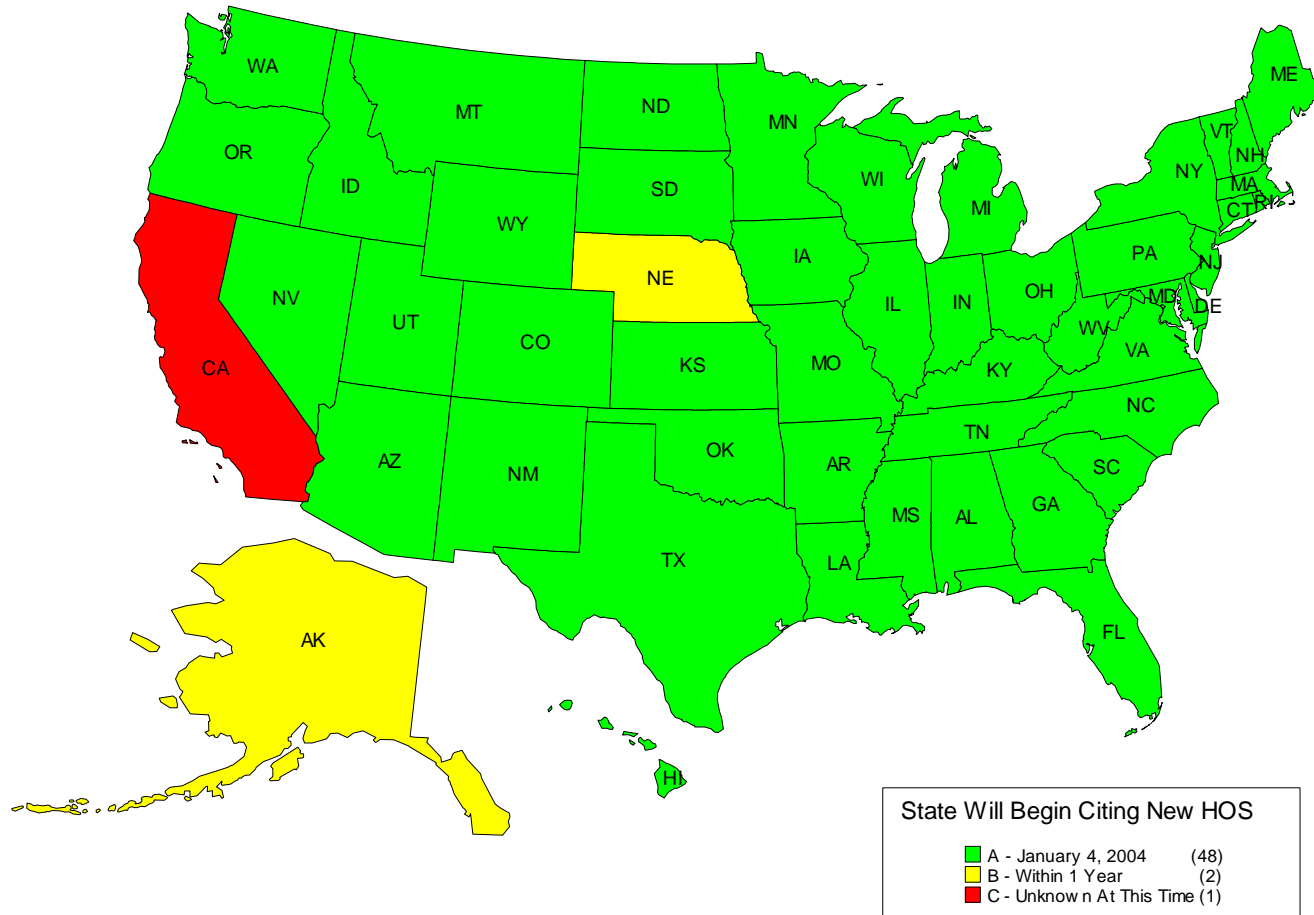 WA
MT
ND
MN
ME
VT
NH
OR
ID
SD
WI
MI
NY
MA
CT
RI
WY
IA
PA
NJ
NV
NE
UT
CO
IL
IN
OH
MD
DE
WV
VA
CA
KS
MO
KY
NC
TN
AZ
NM
OK
AR
SC
MS
AL
GA
TX
LA
FL
AK
HI
State Will Begin Citing New HOS
A - January 4, 2004 (48)
B - Within 1 Year (2)
C - Unknown At This Time (1)